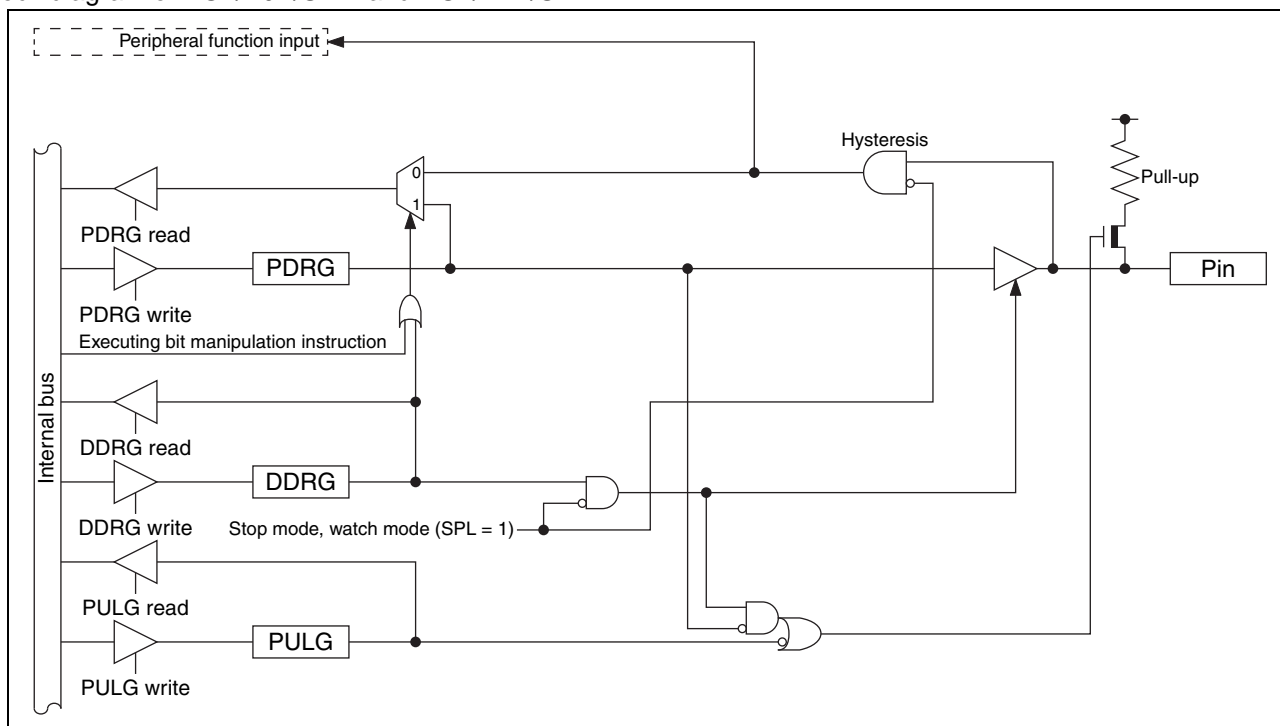 Peripheral function input
Hysteresis
0
Pull-up
1
PDRG read
PDRG
Pin
PDRG write
Executing bit manipulation instruction
Internal bus
DDRG read
DDRG
DDRG write
Stop mode, watch mode (SPL = 1)
PULG read
PULG
PULG write